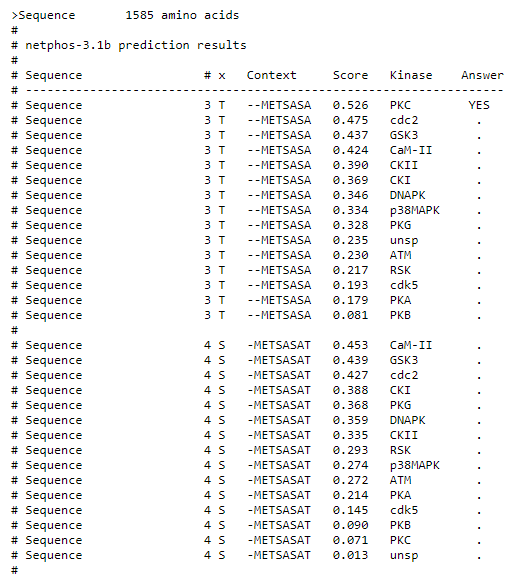 >Sequence       1585 amino acids
#
# netphos-3.1b prediction results
#
# Sequence                 # x   Context     Score   Kinase    Answer
# -------------------------------------------------------------------
# Sequence                 3 T   --METSASA   0.526   PKC        YES
# Sequence                 3 T   --METSASA   0.475   cdc2        .
# Sequence                 3 T   --METSASA   0.437   GSK3        .
# Sequence                 3 T   --METSASA   0.424   CaM-II      .
# Sequence                 3 T   --METSASA   0.390   CKII        .
# Sequence                 3 T   --METSASA   0.369   CKI         .
# Sequence                 3 T   --METSASA   0.346   DNAPK       .
# Sequence                 3 T   --METSASA   0.334   p38MAPK     .
# Sequence                 3 T   --METSASA   0.328   PKG         .
# Sequence                 3 T   --METSASA   0.235   unsp        .
# Sequence                 3 T   --METSASA   0.230   ATM         .
# Sequence                 3 T   --METSASA   0.217   RSK         .
# Sequence                 3 T   --METSASA   0.193   cdk5        .
# Sequence                 3 T   --METSASA   0.179   PKA         .
# Sequence                 3 T   --METSASA   0.081   PKB         .
#
# Sequence                 4 S   -METSASAT   0.453   CaM-II      .
# Sequence                 4 S   -METSASAT   0.439   GSK3        .
# Sequence                 4 S   -METSASAT   0.427   cdc2        .
# Sequence                 4 S   -METSASAT   0.388   CKI         .
# Sequence                 4 S   -METSASAT   0.368   PKG         .
# Sequence                 4 S   -METSASAT   0.359   DNAPK       .
# Sequence                 4 S   -METSASAT   0.335   CKII        .
# Sequence                 4 S   -METSASAT   0.293   RSK         .
# Sequence                 4 S   -METSASAT   0.274   p38MAPK     .
# Sequence                 4 S   -METSASAT   0.272   ATM         .
# Sequence                 4 S   -METSASAT   0.214   PKA         .
# Sequence                 4 S   -METSASAT   0.145   cdk5        .
# Sequence                 4 S   -METSASAT   0.090   PKB         .
# Sequence                 4 S   -METSASAT   0.071   PKC         .
# Sequence                 4 S   -METSASAT   0.013   unsp        .
#